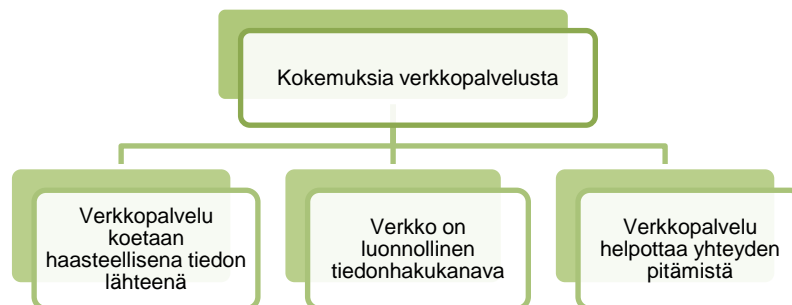 Kokemuksia verkkopalvelusta
Verkkopalvelu
koetaan
haasteellisena tiedon
lähteenä
Verkko on
luonnollinen
tiedonhakukanava
Verkkopalvelu
helpottaa yhteyden
pitämistä